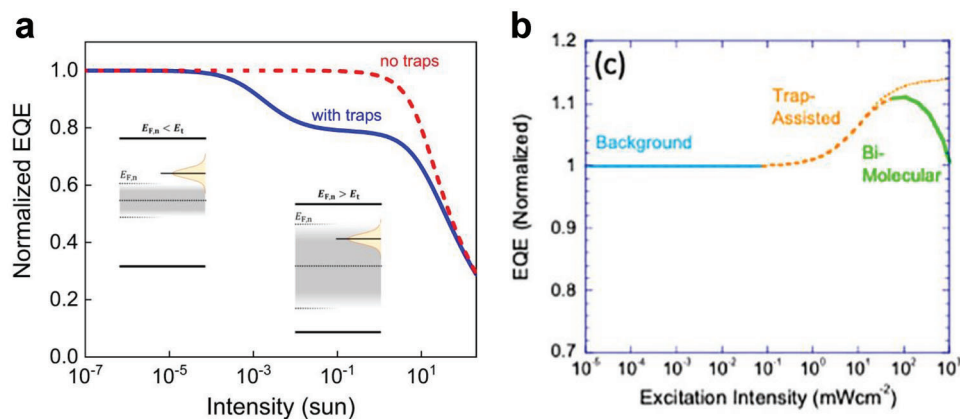 a
Normalized EQE
1.0
0.8
0.6
0.4
0.2
0.0
no traps
with traps
E_F,n < E_t
E_F,n
E_F,n > E_t
E_F,n
10^-7
10^-5
10^-3
10^-1
10^1
Intensity (sun)
b
(c)
EQE (Normalized)
1.2
1.1
1
0.9
0.8
0.7
Background
Trap-
Assisted
Bi-
Molecular
10^-5
10^-4
10^-3
10^-2
10^-1
10^0
10^1
10^2
Excitation Intensity (mWcm^-2)